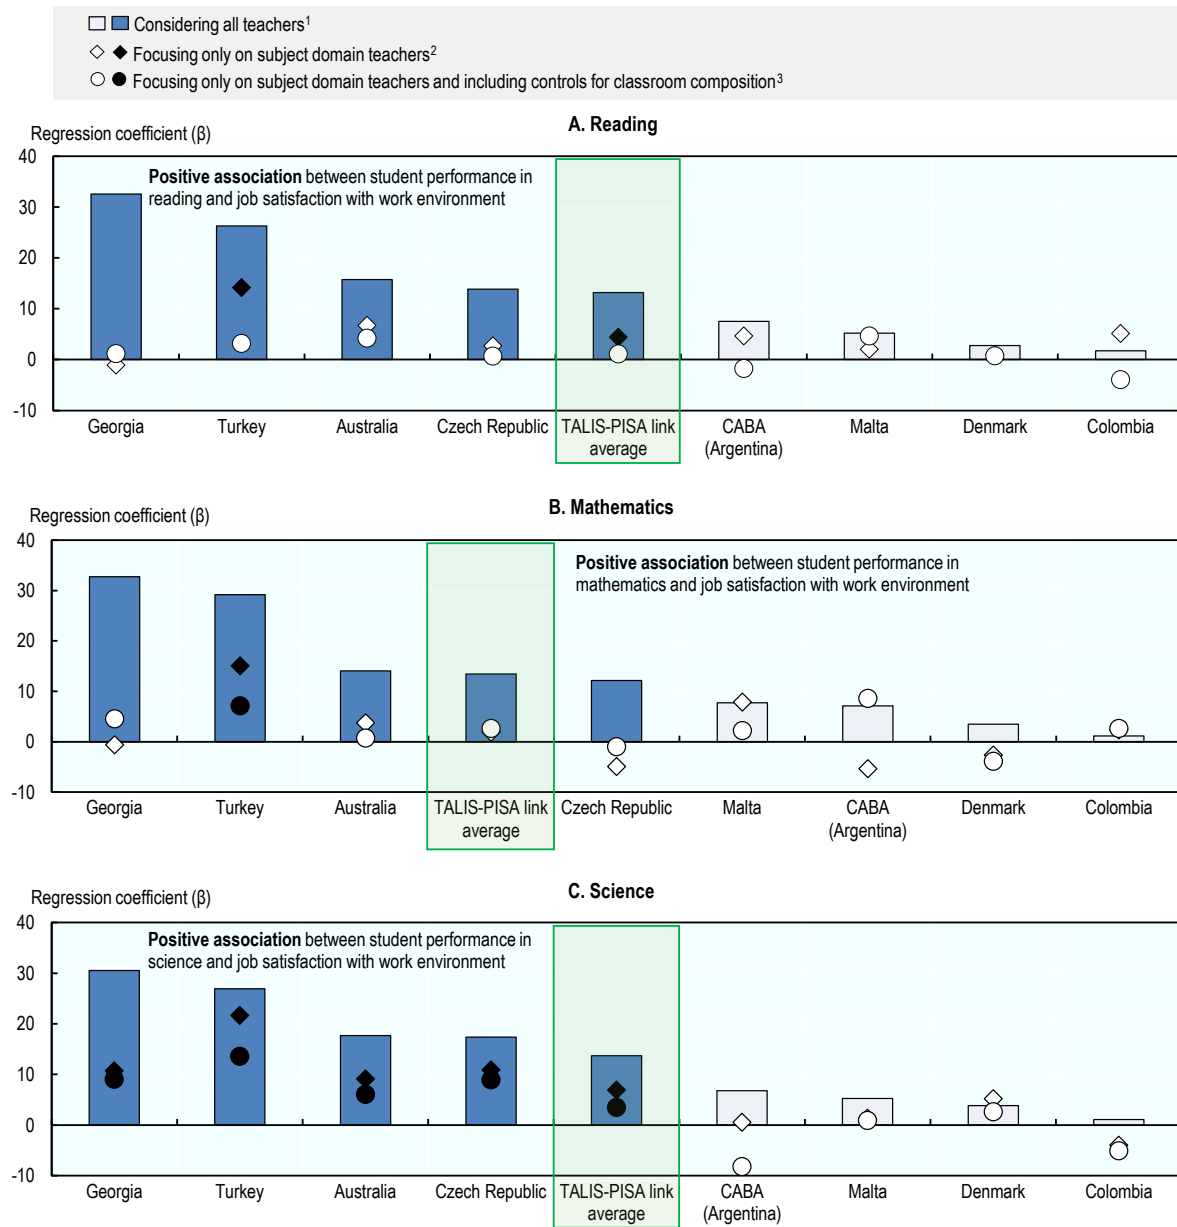 Considering all teachers1
Focusing only on subject domain teachers2
Focusing only on subject domain teachers and including controls for classroom composition3
A. Reading
Regression coefficient (β)
40
30
20
10
0
-10
Positive association between student performance in
reading and job satisfaction with work environment
Georgia
Turkey
Australia
Czech Republic
TALIS-PISA link
average
CABA
(Argentina)
Malta
Denmark
Colombia
B. Mathematics
Regression coefficient (β)
40
30
20
10
0
-10
Positive association between student performance in
mathematics and job satisfaction with work environment
Georgia
Turkey
Australia
TALIS-PISA link
average
Czech Republic
Malta
CABA
(Argentina)
Denmark
Colombia
C. Science
Regression coefficient (β)
40
30
20
10
0
-10
Positive association between student performance in
science and job satisfaction with work environment
Georgia
Turkey
Australia
Czech Republic
TALIS-PISA link
average
CABA
(Argentina)
Malta
Denmark
Colombia